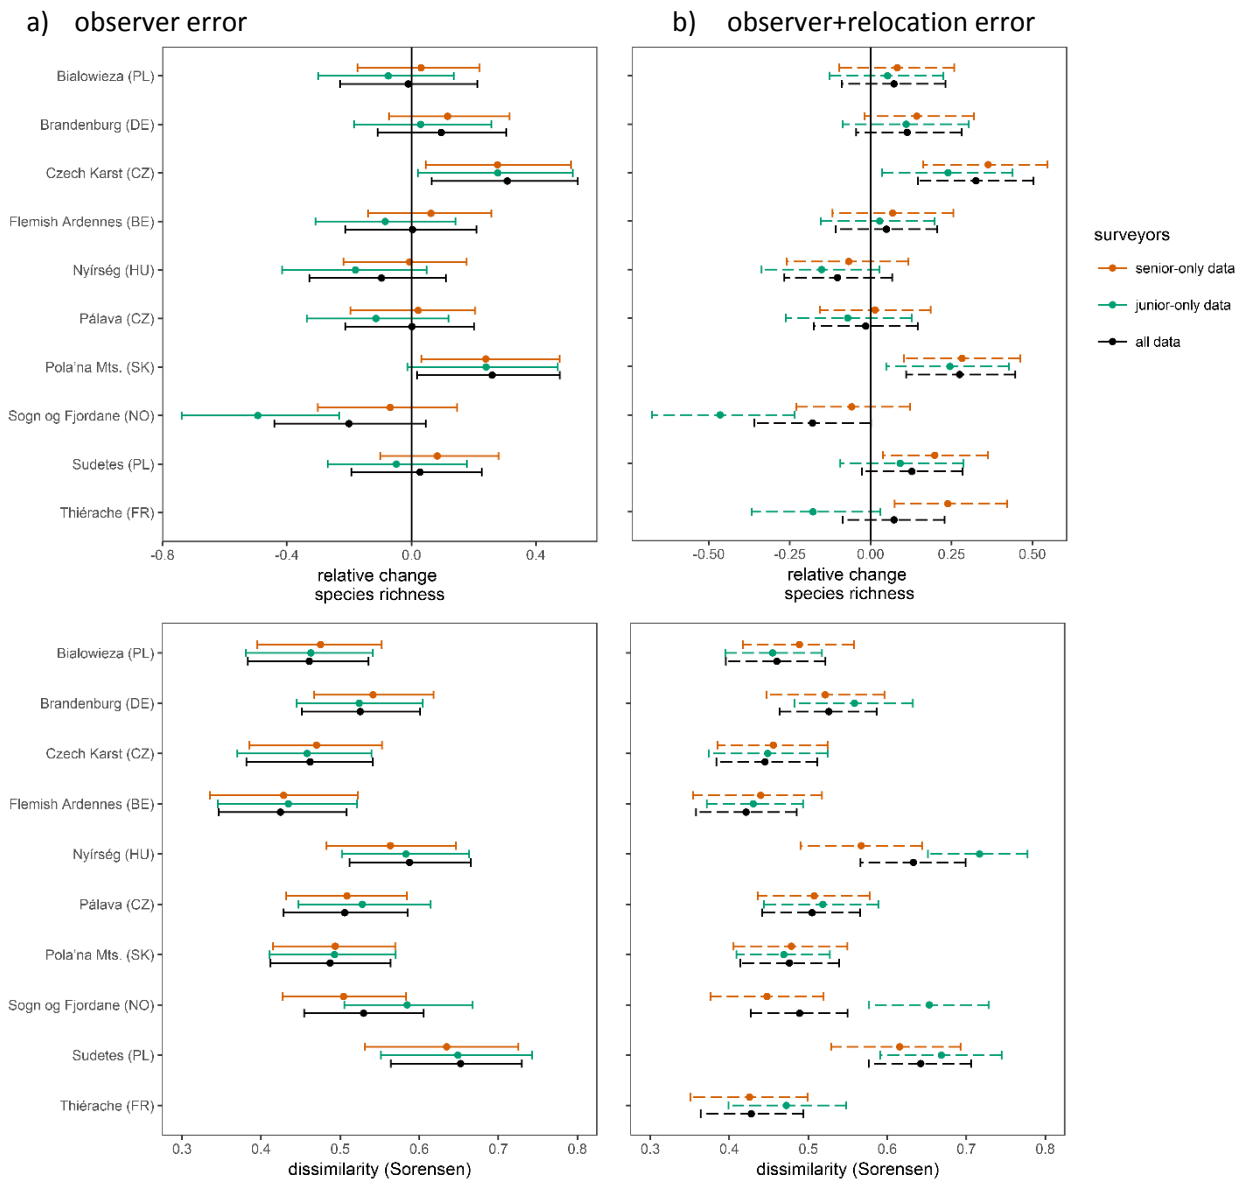 a) observer error
b) observer+relocation error
Bialowieza (PL)
Brandenburg (DE)
Czech Karst (CZ)
Flemish Ardennes (BE)
Nyírség (HU)
Pálava (CZ)
Pola'na Mts. (SK)
Sogn og Fjordane (NO)
Sudetes (PL)
Thiérache (FR)
-0.8 -0.4 0.0 0.4
relative change
species richness
-0.50 -0.25 0.00 0.25 0.50
relative change
species richness
surveyors
senior-only data
junior-only data
all data
Bialowieza (PL)
Brandenburg (DE)
Czech Karst (CZ)
Flemish Ardennes (BE)
Nyírség (HU)
Pálava (CZ)
Pola'na Mts. (SK)
Sogn og Fjordane (NO)
Sudetes (PL)
Thiérache (FR)
0.3 0.4 0.5 0.6 0.7 0.8
dissimilarity (Sorensen)
0.3 0.4 0.5 0.6 0.7 0.8
dissimilarity (Sorensen)